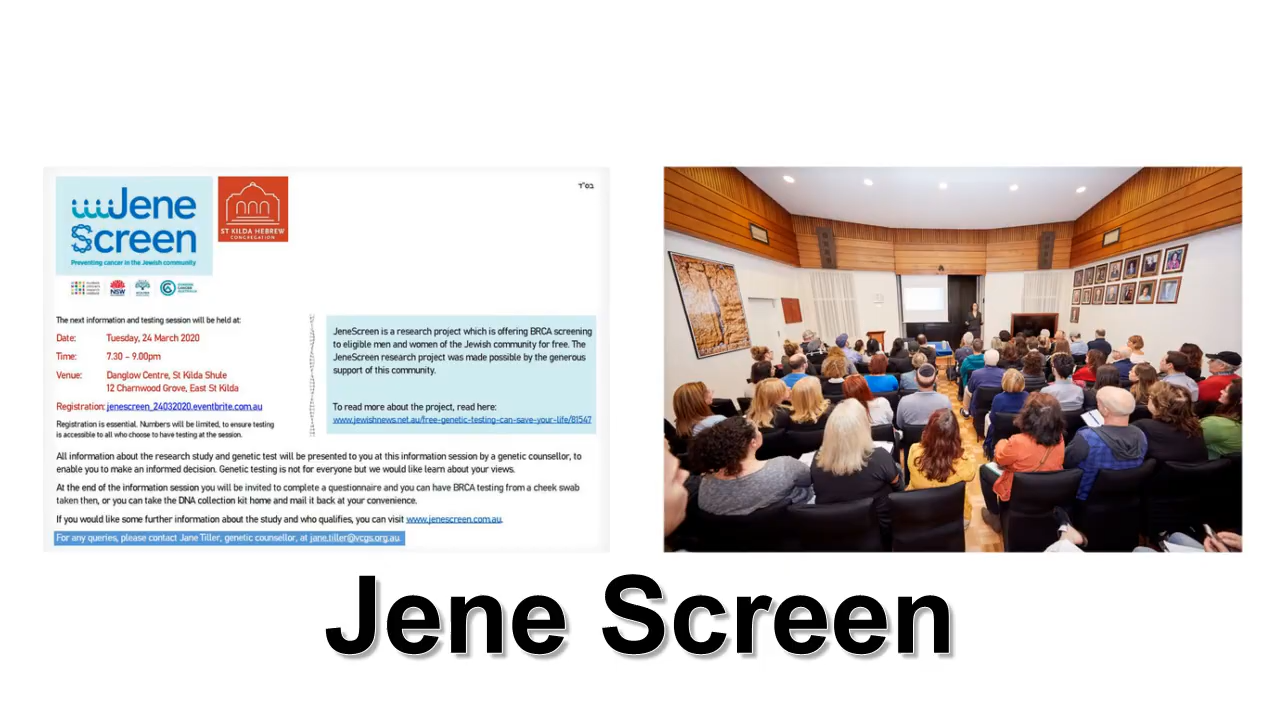 בס"ד
Jene
Screen
Preventing cancer in the Jewish community
ST KILDA HEBREW
CONGREGATION
NSW
The next information and testing session will be held at:
Date: Tuesday, 24 March 2020
Time: 7.30 – 9.00pm
Venue: Danglow Centre, St Kilda Shule
12 Charnwood Grove, East St Kilda
Registration: jenescreen_24032020.eventbrite.com.au
Registration is essential. Numbers will be limited, to ensure testing
is accessible to all who choose to have testing at the session.
JeneScreen is a research project which is offering BRCA screening
to eligible men and women of the Jewish community for free. The
JeneScreen research project was made possible by the generous
support of this community.
To read more about the project, read here:
www.jewishnews.net.au/free-genetic-testing-can-save-your-life/81547
All information about the research study and genetic test will be presented to you at this information session by a genetic counsellor, to
enable you to make an informed decision. Genetic testing is not for everyone but we would like learn about your views.
At the end of the information session you will be invited to complete a questionnaire and you can have BRCA testing from a cheek swab
taken then, or you can take the DNA collection kit home and mail it back at your convenience.
If you would like some further information about the study and who qualifies, you can visit www.jenescreen.com.au.
For any queries, please contact Jane Tiller, genetic counsellor, at jane.tiller@vcgs.org.au.
Jene Screen